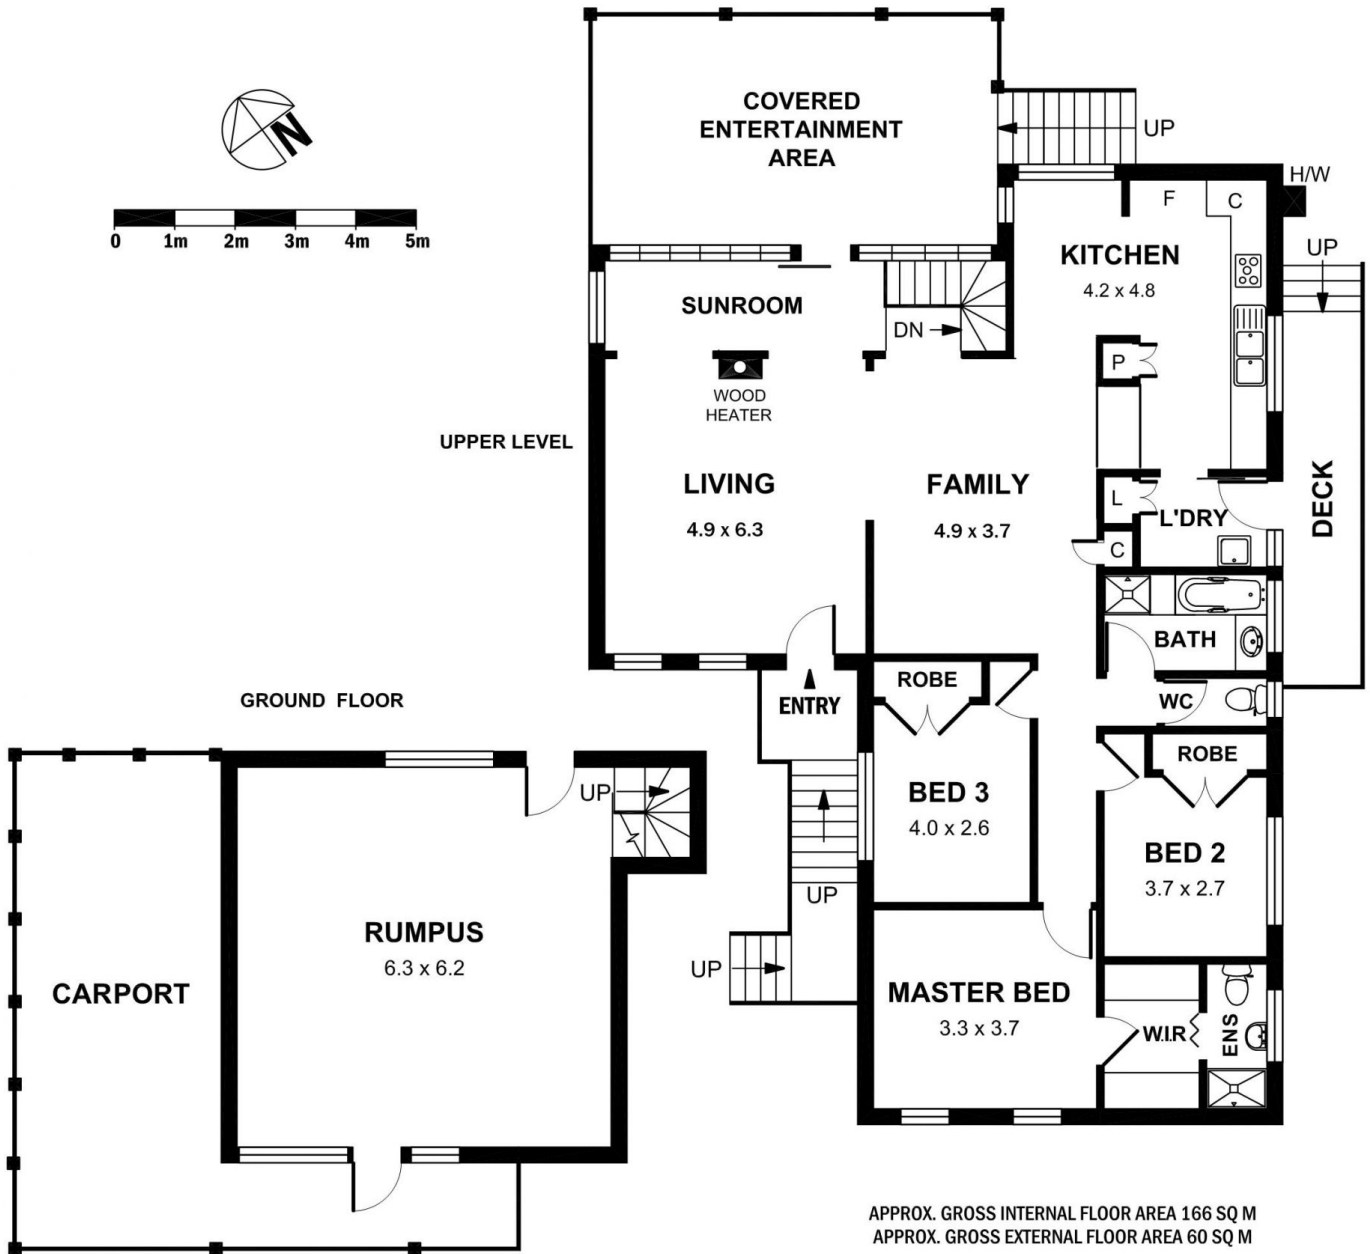 COVERED
ENTERTAINMENT
AREA
UP
H/W
N
0 1m 2m 3m 4m 5m
F
C
KITCHEN
4.2 x 4.8
UP
SUNROOM
DN
P
WOOD
HEATER
UPPER LEVEL
LIVING
4.9 x 6.3
FAMILY
4.9 x 3.7
L
L'DRY
C
DECK
BATH
WC
ROBE
ENTRY
GROUND FLOOR
ROBE
BED 3
4.0 x 2.6
BED 2
3.7 x 2.7
UP
UP
UP
RUMPUS
6.3 x 6.2
CARPORT
MASTER BED
3.3 x 3.7
W.I.R
ENS
APPROX. GROSS INTERNAL FLOOR AREA 166 SQ M
APPROX. GROSS EXTERNAL FLOOR AREA 60 SQ M